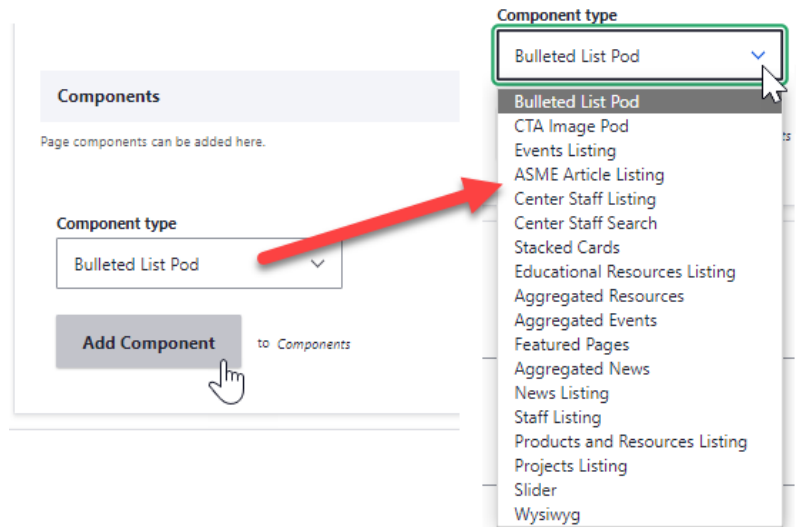 Components
Page components can be added here.
Component type
Bulleted List Pod
Add Component to Components
Component type
Bulleted List Pod
Bulleted List Pod
CTA Image Pod
Events Listing
ASME Article Listing
Center Staff Listing
Center Staff Search
Stacked Cards
Educational Resources Listing
Aggregated Resources
Aggregated Events
Featured Pages
Aggregated News
News Listing
Staff Listing
Products and Resources Listing
Projects Listing
Slider
Wysiwyg